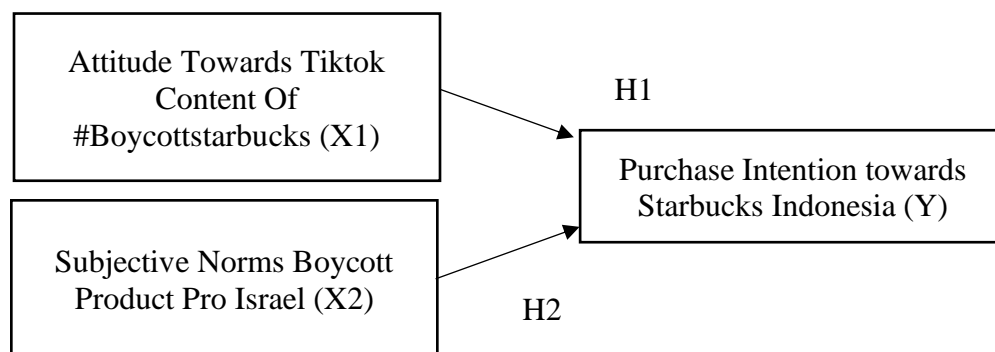 Attitude Towards Tiktok
Content Of
#Boycottstarbucks (X1)
H1
Purchase Intention towards
Starbucks Indonesia (Y)
Subjective Norms Boycott
Product Pro Israel (X2)
H2